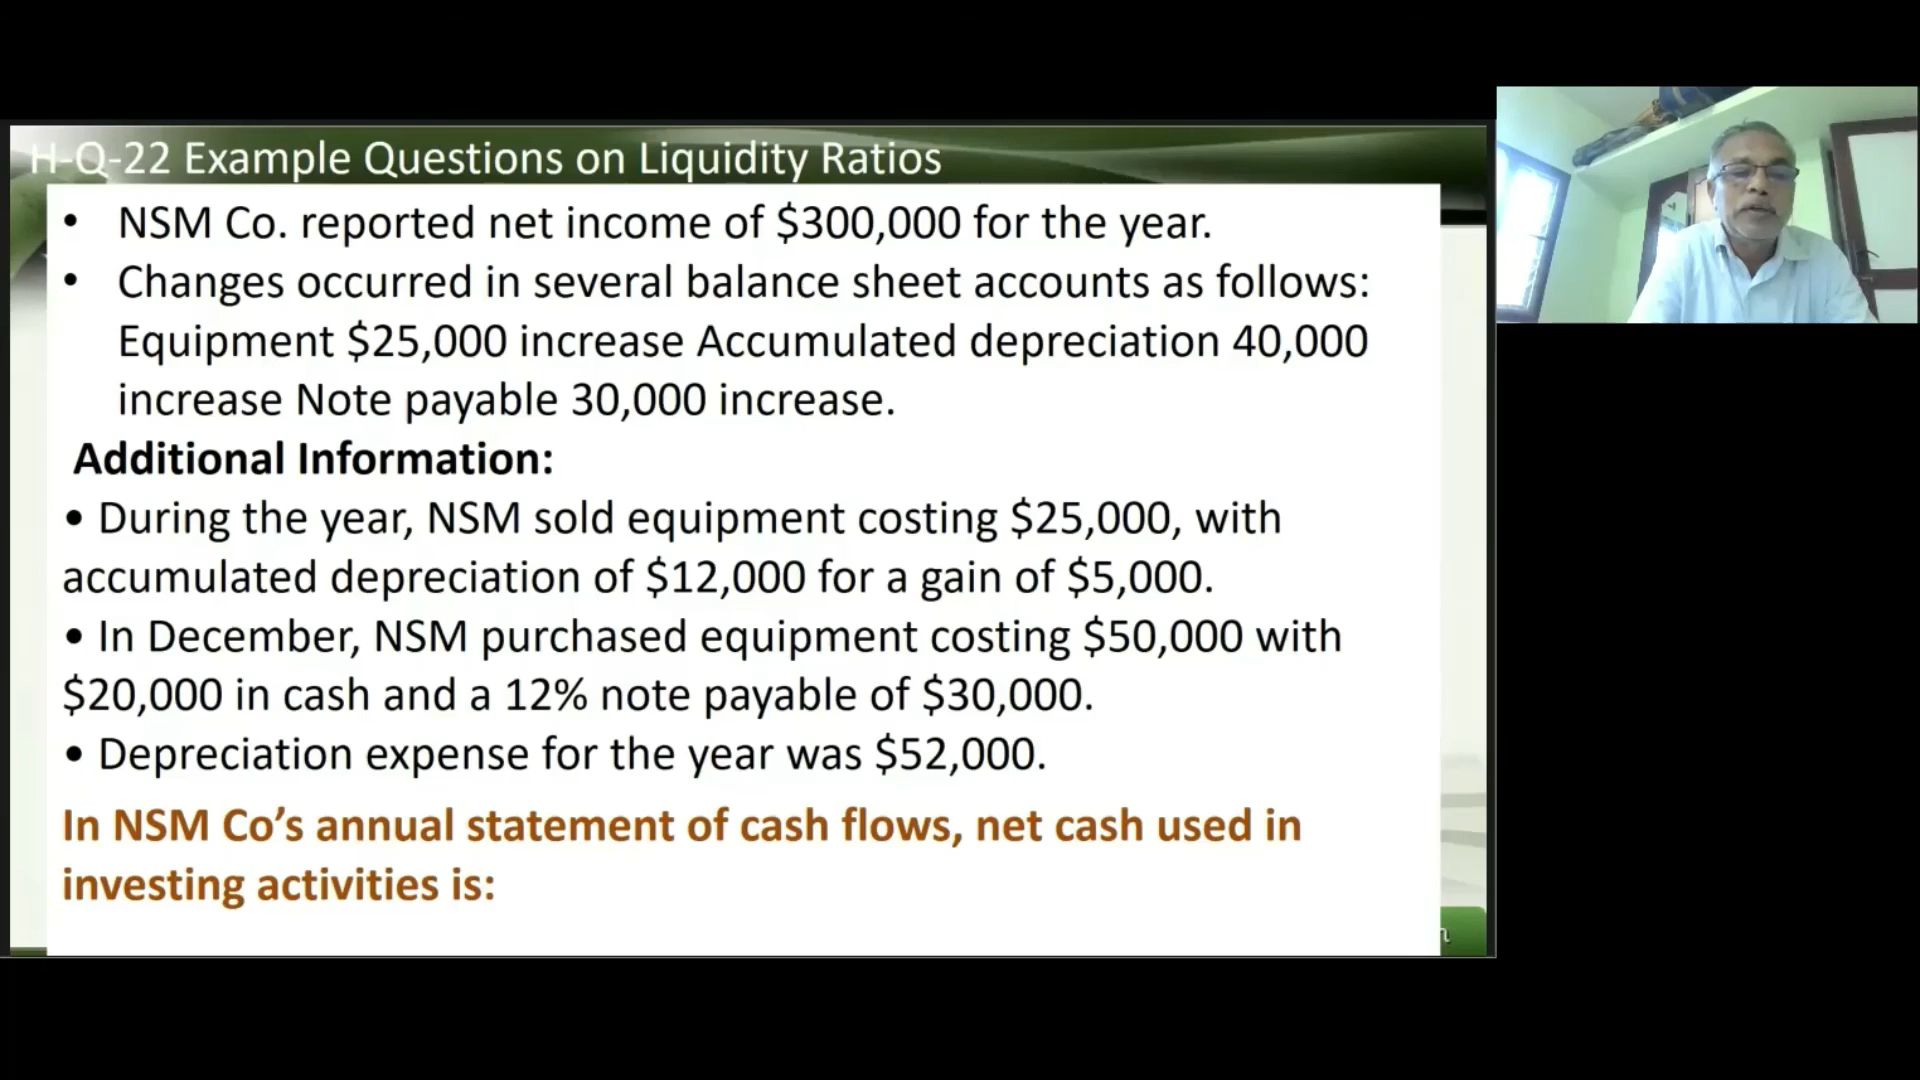 H-Q-22 Example Questions on Liquidity Ratios
• NSM Co. reported net income of $300,000 for the year.
• Changes occurred in several balance sheet accounts as follows:
Equipment $25,000 increase Accumulated depreciation 40,000
increase Note payable 30,000 increase.
Additional Information:
• During the year, NSM sold equipment costing $25,000, with
accumulated depreciation of $12,000 for a gain of $5,000.
• In December, NSM purchased equipment costing $50,000 with
$20,000 in cash and a 12% note payable of $30,000.
• Depreciation expense for the year was $52,000.
In NSM Co’s annual statement of cash flows, net cash used in
investing activities is: